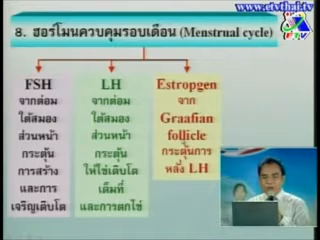 www.etvthai.tv
8. ฮอร์โมนควบคุมรอบเดือน (Menstrual cycle)
FSH
จากต่อม
ใต้สมอง
ส่วนหน้า
กระตุ้น
การสร้าง
และการ
เจริญเติบโต
LH
จากต่อม
ใต้สมอง
ส่วนหน้า
กระตุ้น
ให้ไข่เติบโต
เต็มที่
และการตกไข่
Estropgen
จาก
Graafian
follicle
กระตุ้นการ
หลั่ง LH